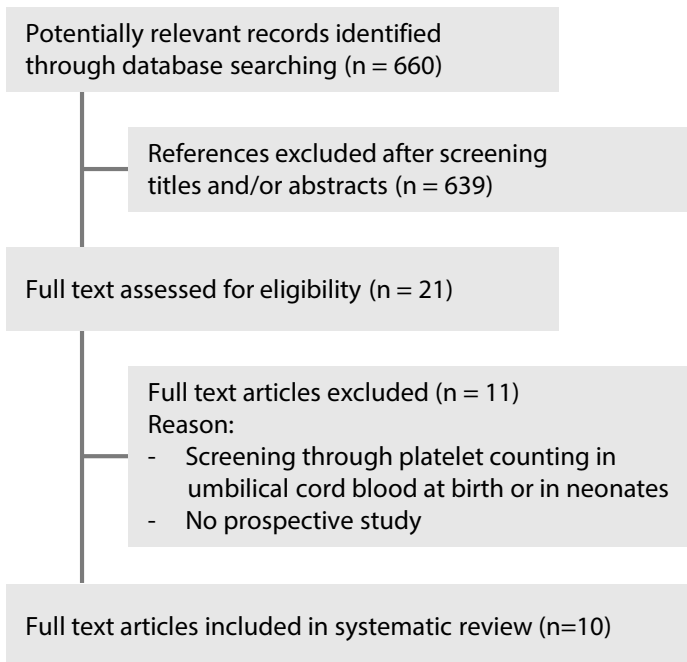 Potentially relevant records identified
through database searching (n = 660)
References excluded after screening
titles and/or abstracts (n = 639)
Full text assessed for eligibility (n = 21)
Full text articles excluded (n = 11)
Reason:
- Screening through platelet counting in
umbilical cord blood at birth or in neonates
- No prospective study
Full text articles included in systematic review (n=10)